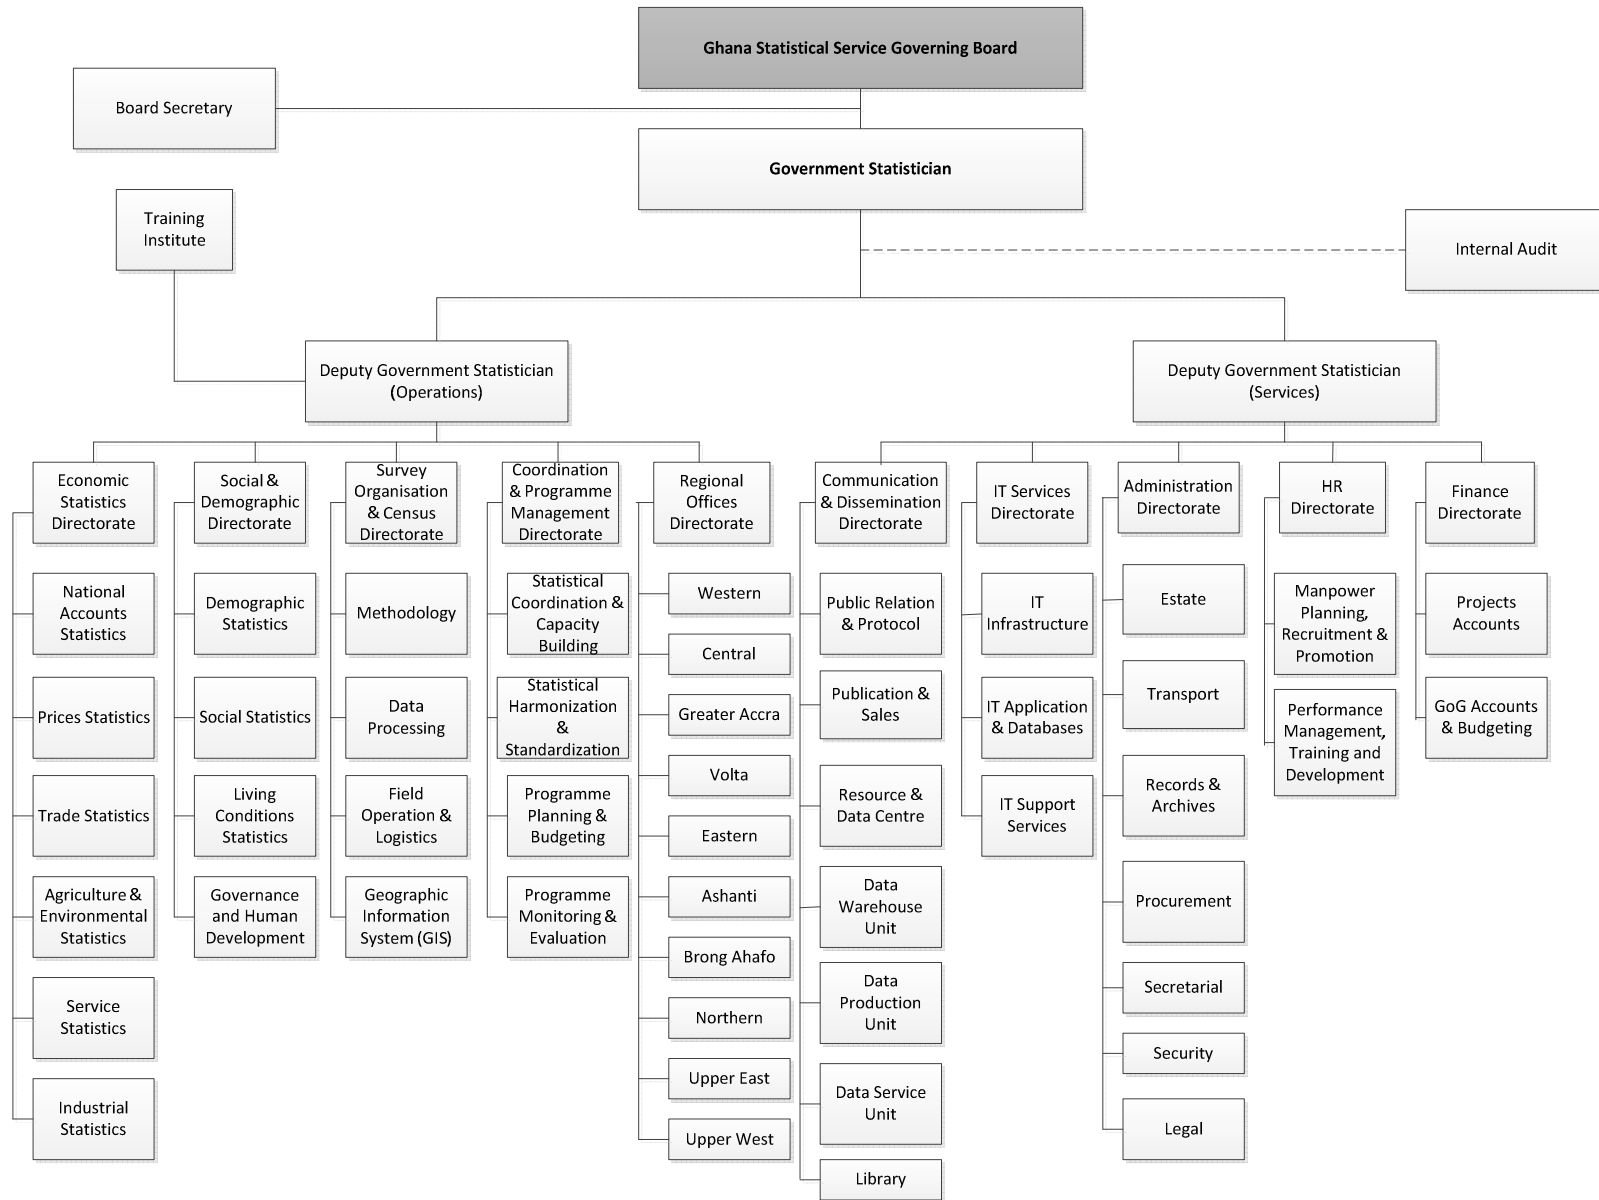 Ghana Statistical Service Governing Board
Board Secretary
Government Statistician
Training
Institute
Internal Audit
Deputy Government Statistician
(Operations)
Deputy Government Statistician
(Services)
Economic
Statistics
Directorate
National
Accounts
Statistics
Prices Statistics
Trade Statistics
Agriculture &
Environmental
Statistics
Service
Statistics
Industrial
Statistics
Social &
Demographic
Directorate
Demographic
Statistics
Social Statistics
Living
Conditions
Statistics
Governance
and Human
Development
Survey
Organisation
& Census
Directorate
Methodology
Data
Processing
Field
Operation &
Logistics
Geographic
Information
System (GIS)
Coordination
& Programme
Management
Directorate
Statistical
Coordination &
Capacity
Building
Statistical
Harmonization
&
Standardization
Programme
Planning &
Budgeting
Programme
Monitoring &
Evaluation
Regional
Offices
Directorate
Western
Central
Greater Accra
Volta
Eastern
Ashanti
Brong Ahafo
Northern
Upper East
Upper West
Communication
& Dissemination
Directorate
Public Relation
& Protocol
Publication &
Sales
Resource &
Data Centre
Data
Warehouse
Unit
Data
Production
Unit
Data Service
Unit
Library
IT Services
Directorate
IT
Infrastructure
IT Application
& Databases
IT Support
Services
Administration
Directorate
Estate
Transport
Records &
Archives
Procurement
Secretarial
Security
Legal
HR
Directorate
Manpower
Planning,
Recruitment &
Promotion
Performance
Management,
Training and
Development
Finance
Directorate
Projects
Accounts
GoG Accounts
& Budgeting